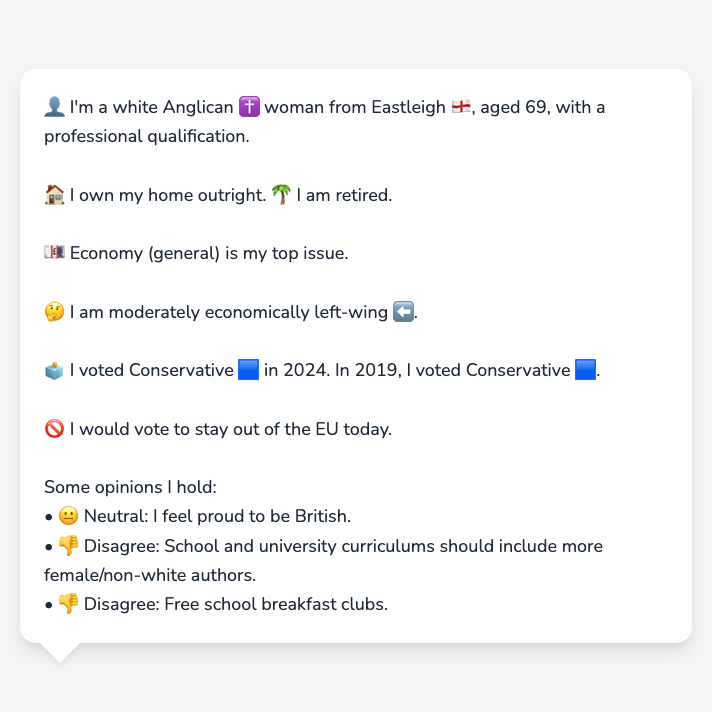 👤 I'm a white Anglican ✝️ woman from Eastleigh 🏴󠁧󠁢󠁥󠁮󠁧󠁿, aged 69, with a
professional qualification.
🏠 I own my home outright. 🌴 I am retired.
💷 Economy (general) is my top issue.
🤔 I am moderately economically left-wing ⬅️.
🗳️ I voted Conservative 🟦 in 2024. In 2019, I voted Conservative 🟦.
🚫 I would vote to stay out of the EU today.
Some opinions I hold:
• 😐 Neutral: I feel proud to be British.
• 👎 Disagree: School and university curriculums should include more
female/non-white authors.
• 👎 Disagree: Free school breakfast clubs.